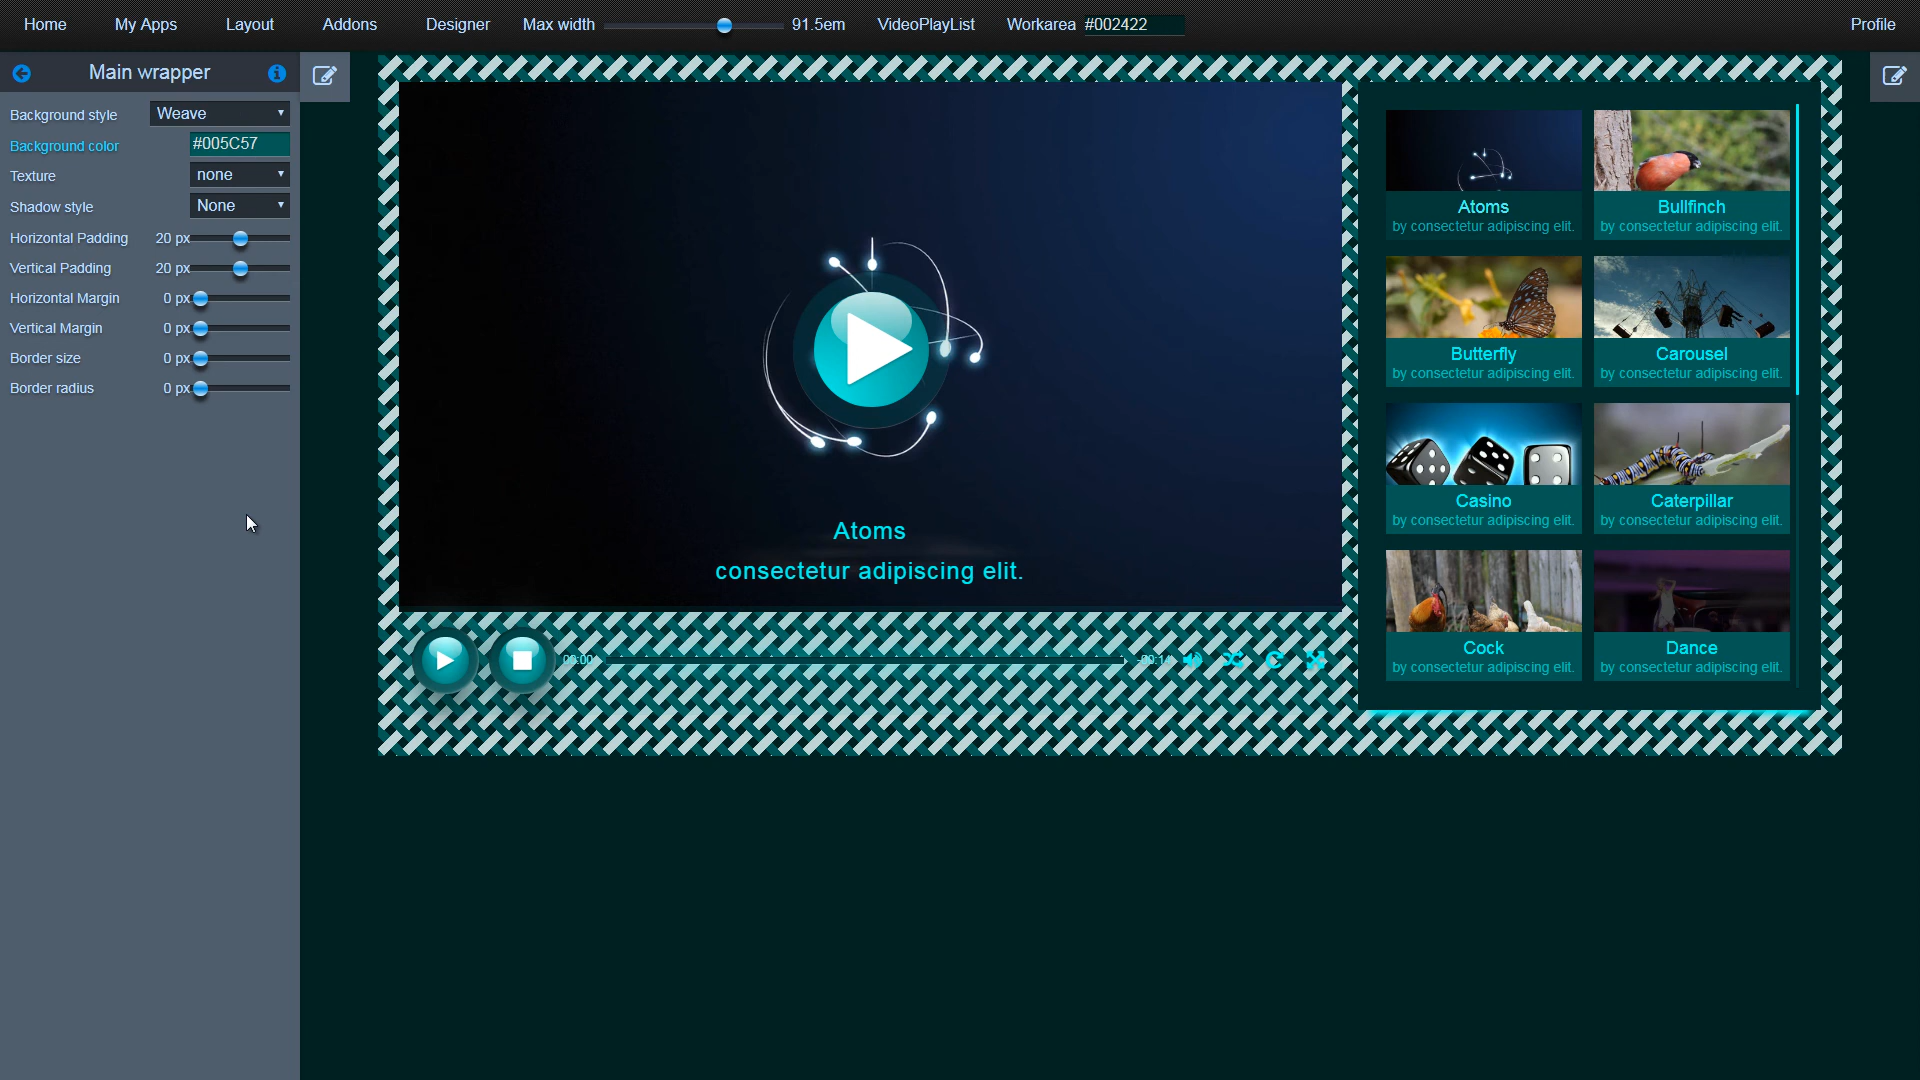 Home My Apps Layout Addons Designer Max width 91.5em VideoPlayList Workarea #002422 Profile
Main wrapper
Background style Weave
Background color #005C57
Texture none
Shadow style None
Horizontal Padding 20 px
Vertical Padding 20 px
Horizontal Margin 0 px
Vertical Margin 0 px
Border size 0 px
Border radius 0 px
Atoms
consectetur adipiscing elit.
00:00 -00:14
Atoms
by consectetur adipiscing elit.
Bullfinch
by consectetur adipiscing elit.
Butterfly
by consectetur adipiscing elit.
Carousel
by consectetur adipiscing elit.
Casino
by consectetur adipiscing elit.
Caterpillar
by consectetur adipiscing elit.
Cock
by consectetur adipiscing elit.
Dance
by consectetur adipiscing elit.